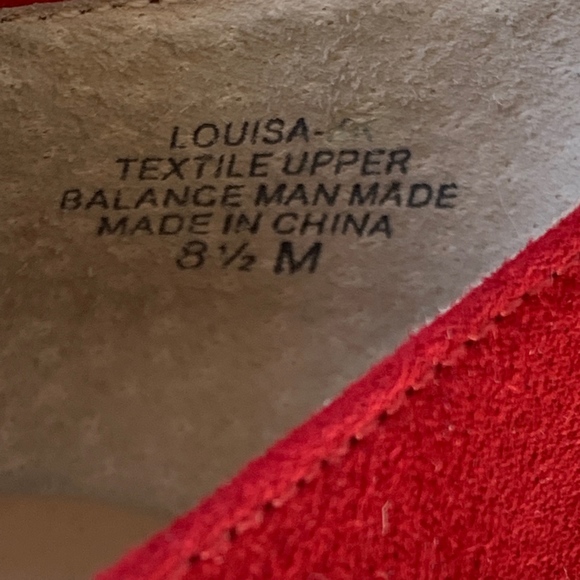 LOUISA-
TEXTILE UPPER
BALANCE MAN MADE
MADE IN CHINA
8 ½ M